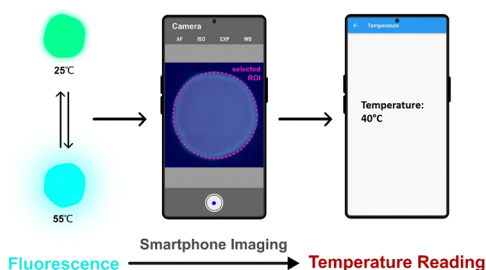 25℃
55℃
Camera
AF ISO EXP WB
selected
ROI
← Temperature
Temperature:
40°C
Smartphone Imaging
Fluorescence
Temperature Reading